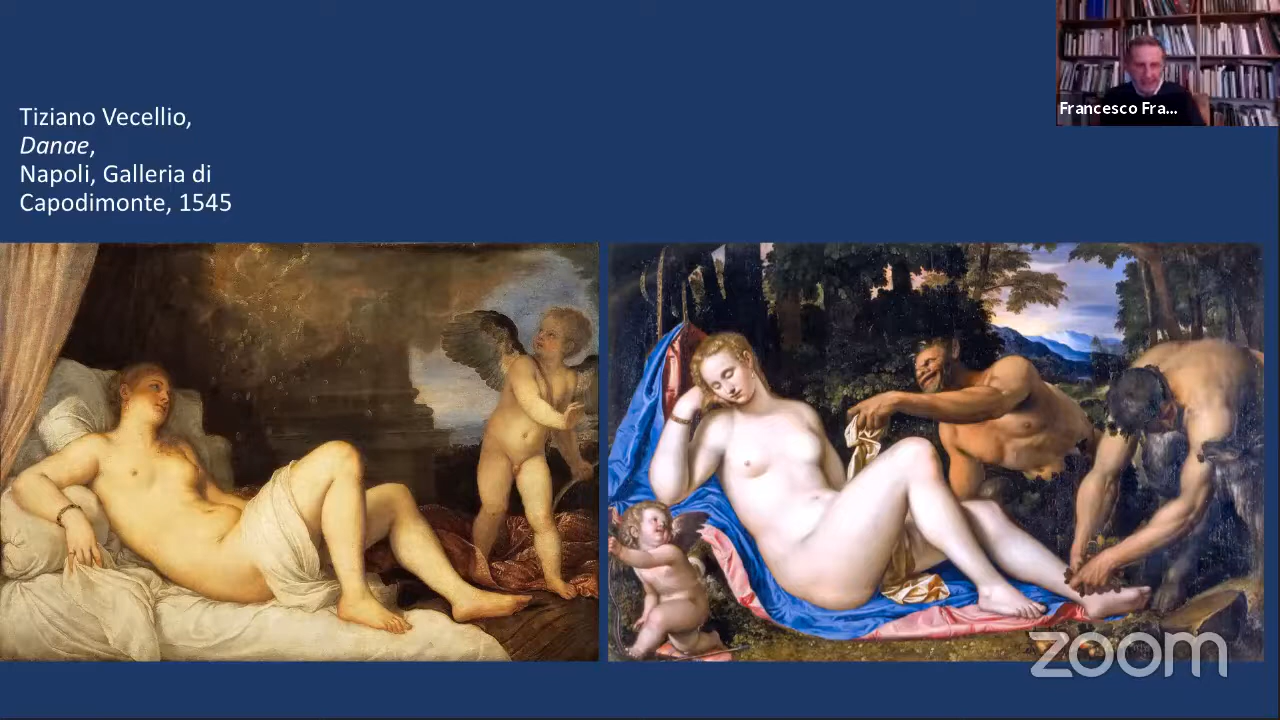 Tiziano Vecellio,
Danae,
Napoli, Galleria di
Capodimonte, 1545
Francesco Fra...
zoom